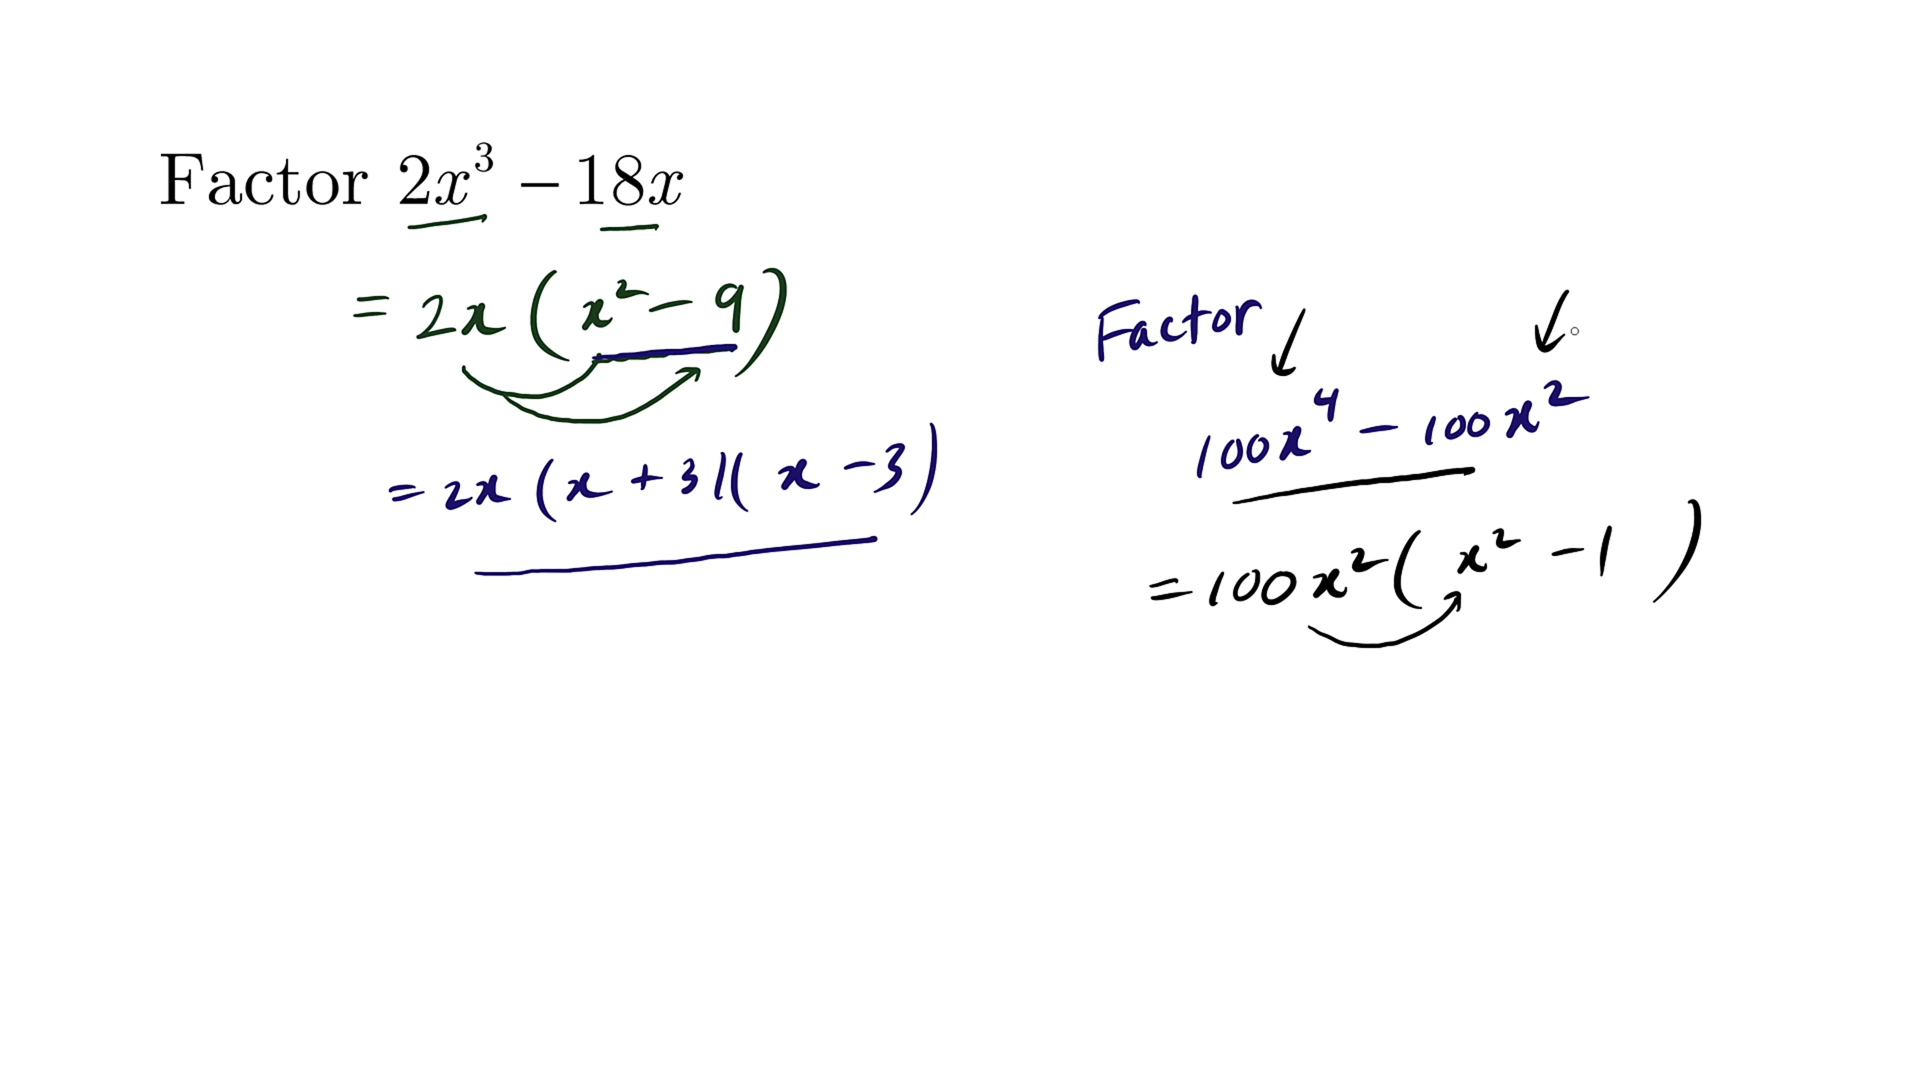 Factor 2x³ − 18x
= 2x ( x² − 9 )
= 2x ( x + 3 )( x − 3 )
Factor
100x⁴ − 100x²
= 100x² ( x² − 1 )